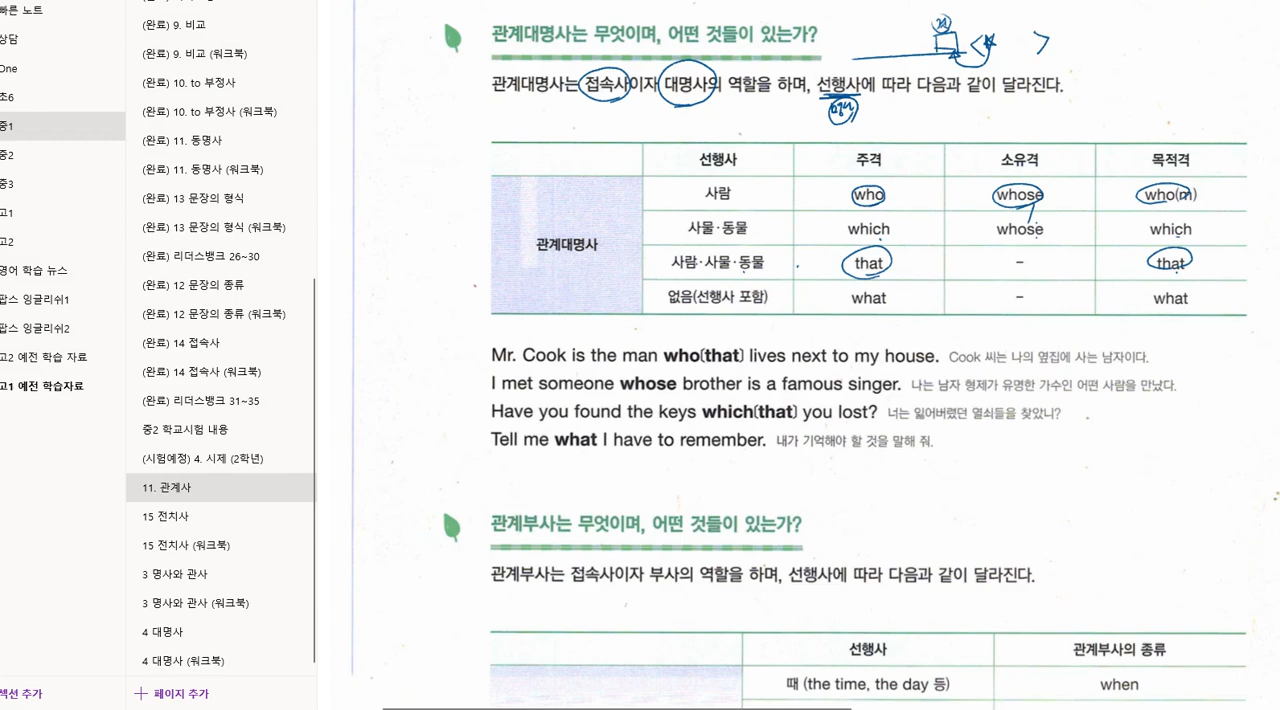 빠른 노트
상담
One
초6
중1
중2
중3
고1
고2
영어 학습 뉴스
팝스 잉글리쉬1
팝스 잉글리쉬2
고2 예전 학습 자료
고1 예전 학습자료
섹션 추가
(완료) 9. 비교
(완료) 9. 비교 (워크북)
(완료) 10. to 부정사
(완료) 10. to 부정사 (워크북)
(완료) 11. 동명사
(완료) 11. 동명사 (워크북)
(완료) 13 문장의 형식
(완료) 13 문장의 형식 (워크북)
(완료) 리더스뱅크 26~30
(완료) 12 문장의 종류
(완료) 12 문장의 종류 (워크북)
(완료) 14 접속사
(완료) 14 접속사 (워크북)
(완료) 리더스뱅크 31~35
중2 학교시험 내용
(시험예정) 4. 시제 (2학년)
11. 관계사
15 전치사
15 전치사 (워크북)
3 명사와 관사
3 명사와 관사 (워크북)
4 대명사
4 대명사 (워크북)
페이지 추가
관계대명사는 무엇이며, 어떤 것들이 있는가?
관계대명사는 접속사이자 대명사의 역할을 하며, 선행사에 따라 다음과 같이 달라진다.
명사
선행사 주격 소유격 목적격
관계대명사
사람 who whose who(m)
사물·동물 which whose which
사람·사물·동물 that – that
없음(선행사 포함) what – what
Mr. Cook is the man who(that) lives next to my house. Cook 씨는 나의 옆집에 사는 남자이다.
I met someone whose brother is a famous singer. 나는 남자 형제가 유명한 가수인 어떤 사람을 만났다.
Have you found the keys which(that) you lost? 너는 잃어버렸던 열쇠들을 찾았니?
Tell me what I have to remember. 내가 기억해야 할 것을 말해 줘.
관계부사는 무엇이며, 어떤 것들이 있는가?
관계부사는 접속사이자 부사의 역할을 하며, 선행사에 따라 다음과 같이 달라진다.
선행사 관계부사의 종류
때 (the time, the day 등) when